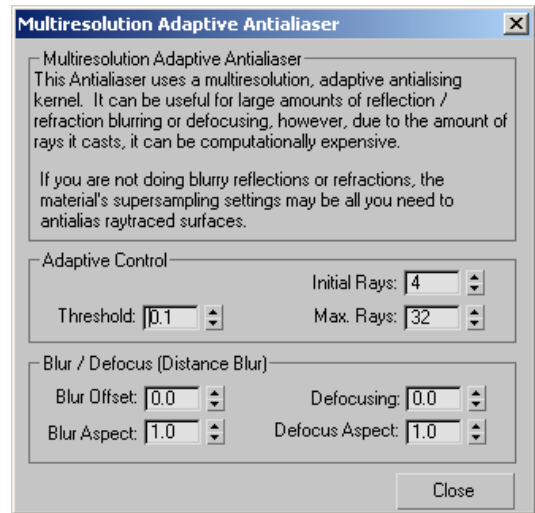 Multiresolution Adaptive Antialiaser
Multiresolution Adaptive Antialiaser
This Antialiaser uses a multiresolution, adaptive antialising
kernel. It can be useful for large amounts of reflection /
refraction blurring or defocusing, however, due to the amount of
rays it casts, it can be computationally expensive.
If you are not doing blurry reflections or refractions, the
material's supersampling settings may be all you need to
antialias raytraced surfaces.
Adaptive Control
Initial Rays: 4
Threshold: 0.1 Max. Rays: 32
Blur / Defocus (Distance Blur)
Blur Offset: 0.0 Defocusing: 0.0
Blur Aspect: 1.0 Defocus Aspect: 1.0
Close